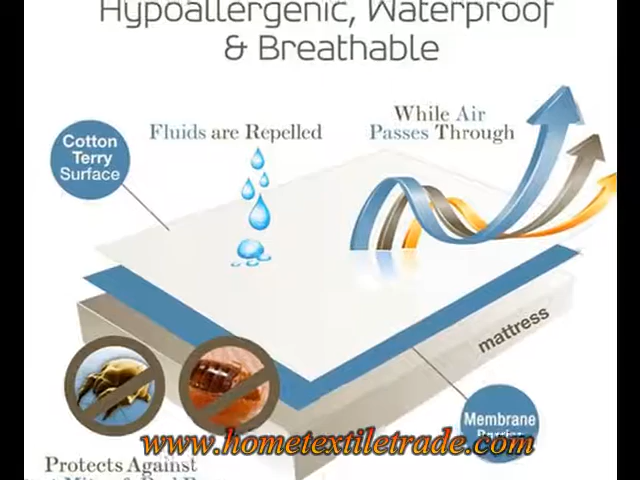 Hypoallergenic, Waterproof
& Breathable
While Air
Passes Through
Fluids are Repelled
Cotton
Terry
Surface
mattress
Membrane
Barrier
www.hometextiletrade.com
Protects Against